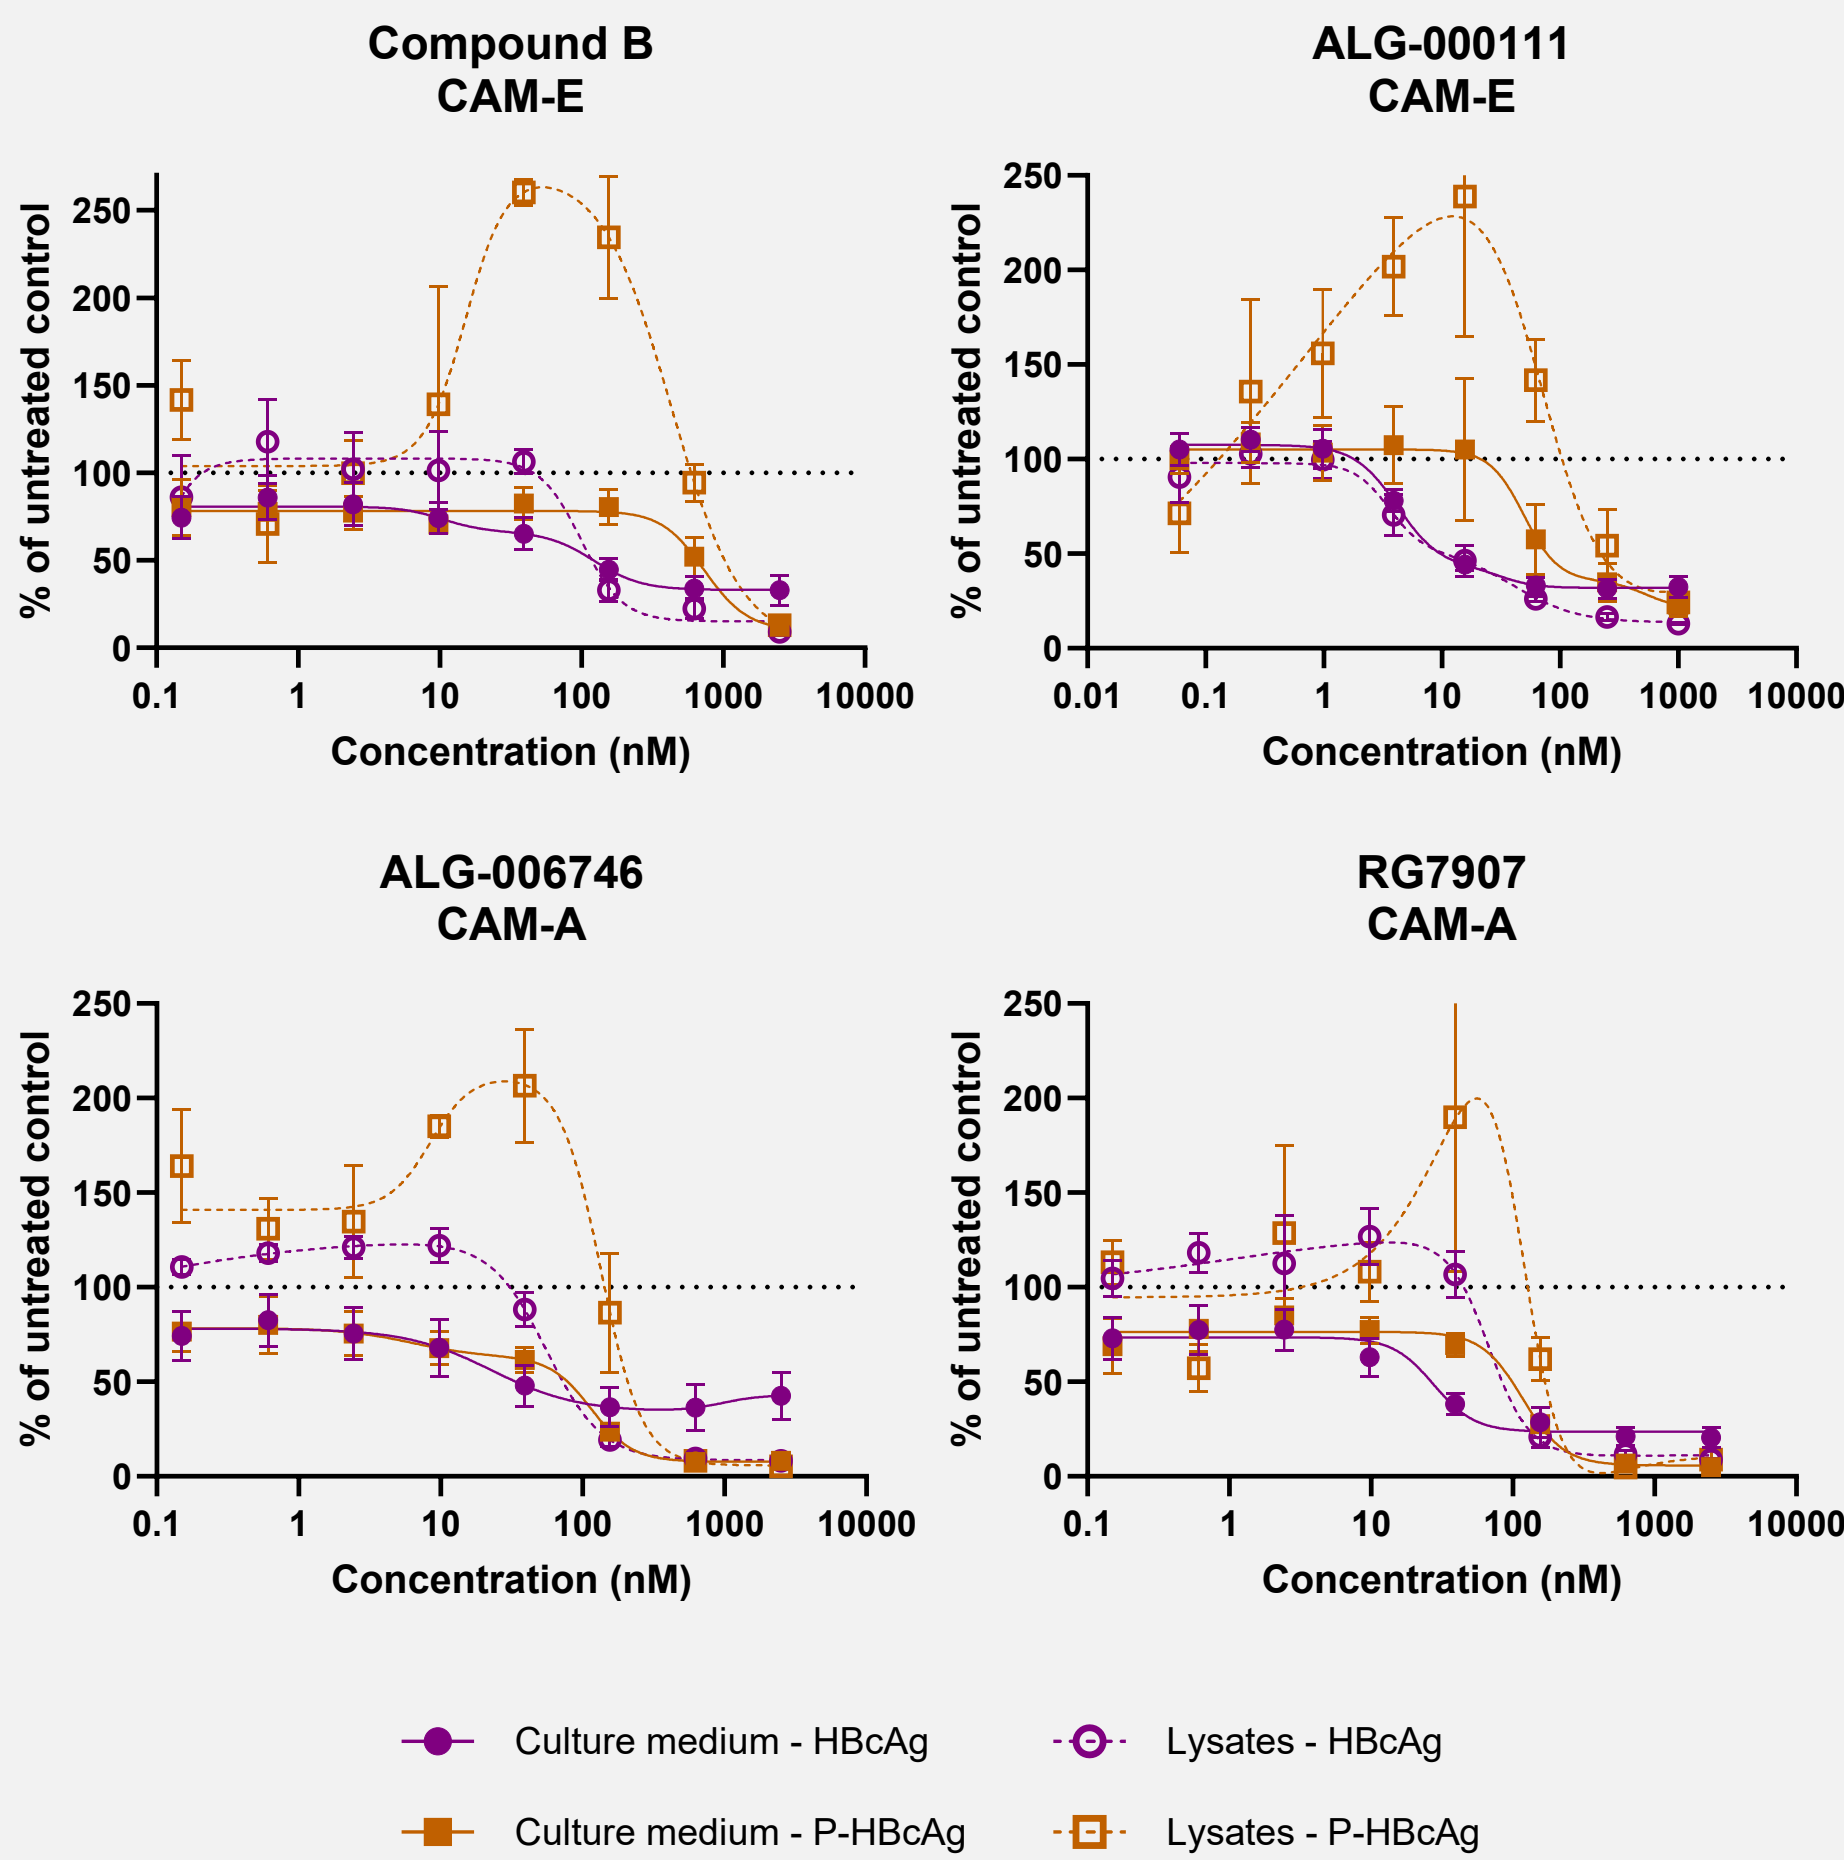 Compound B
CAM-E
% of untreated control
250
200
150
100
50
0
0.1 1 10 100 1000 10000
Concentration (nM)
ALG-000111
CAM-E
% of untreated control
250
200
150
100
50
0
0.01 0.1 1 10 100 1000 10000
Concentration (nM)
ALG-006746
CAM-A
% of untreated control
250
200
150
100
50
0
0.1 1 10 100 1000 10000
Concentration (nM)
RG7907
CAM-A
% of untreated control
250
200
150
100
50
0
0.1 1 10 100 1000 10000
Concentration (nM)
Culture medium - HBcAg
Lysates - HBcAg
Culture medium - P-HBcAg
Lysates - P-HBcAg